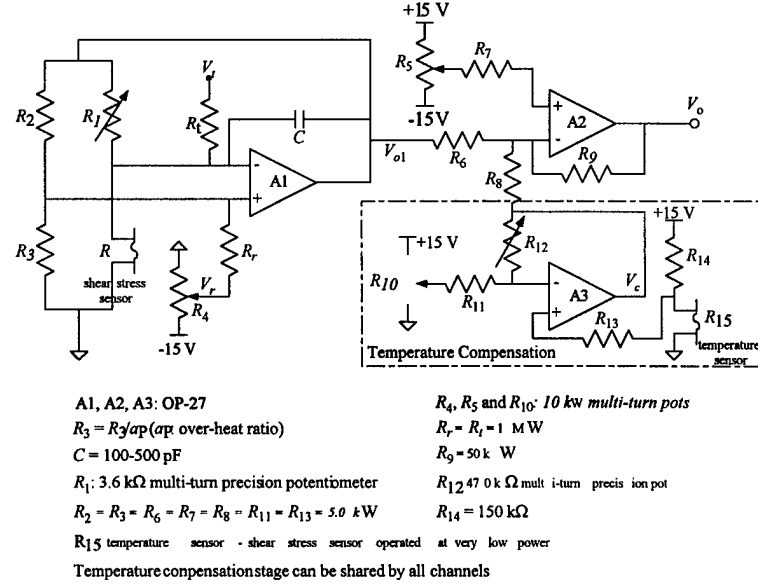 +15 V
R5
R7
-15 V
+
-
A2
Vo
R2
R1
Vt
Rt
C
-
+
A1
Vo1
R6
R9
R8
R3
R
shear stress
sensor
Rr
Vr
R4
-15 V
+15 V
R10
R11
R12
-
+
A3
Vc
R13
+15 V
R14
R15
temperature
sensor
Temperature Compensation
A1, A2, A3: OP-27
R3 = R3/ap (ap: over-heat ratio)
C = 100-500 pF
R1: 3.6 kΩ multi-turn precision potentiometer
R2 = R3 = R6 = R7 = R8 = R11 = R13 = 5.0 kW
R4, R5 and R10: 10 kw multi-turn pots
Rr = Rt = 1 MW
R9 = 50 k W
R12 47 0 k Ω mult i-turn precis ion pot
R14 = 150 kΩ
R15 temperature sensor - shear stress sensor operated at very low power
Temperature conpensation stage can be shared by all channels